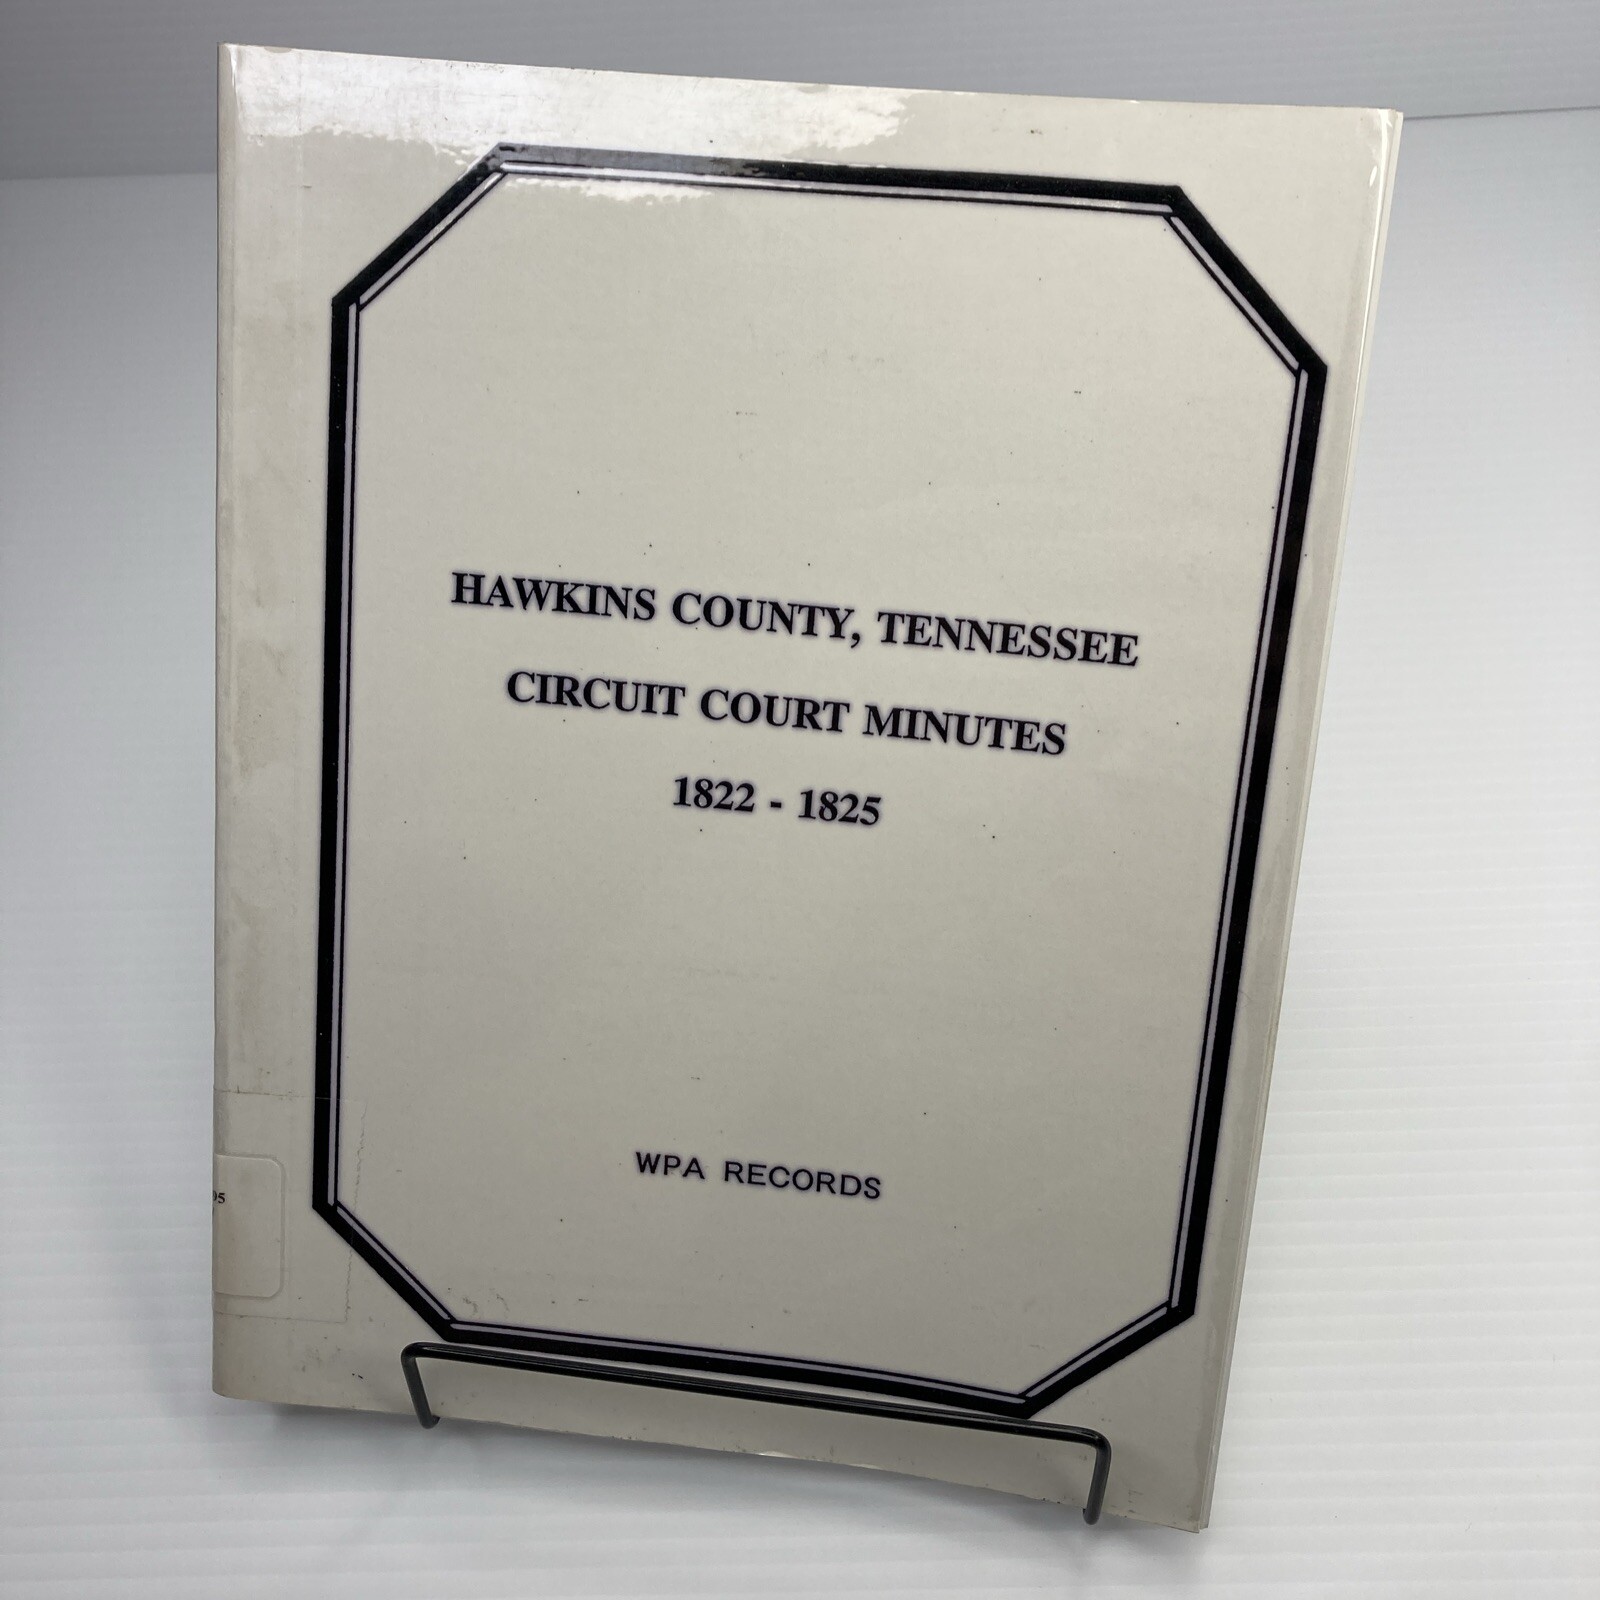 HAWKINS COUNTY, TENNESSEE
CIRCUIT COURT MINUTES
1822 - 1825
WPA RECORDS